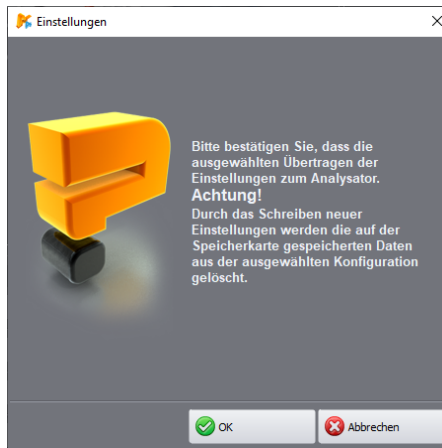 Einstellungen
Bitte bestätigen Sie, dass die
ausgewählten Übertragen der
Einstellungen zum Analysator.
Achtung!
Durch das Schreiben neuer
Einstellungen werden die auf der
Speicherkarte gespeicherten Daten
aus der ausgewählten Konfiguration
gelöscht.
OK
Abbrechen